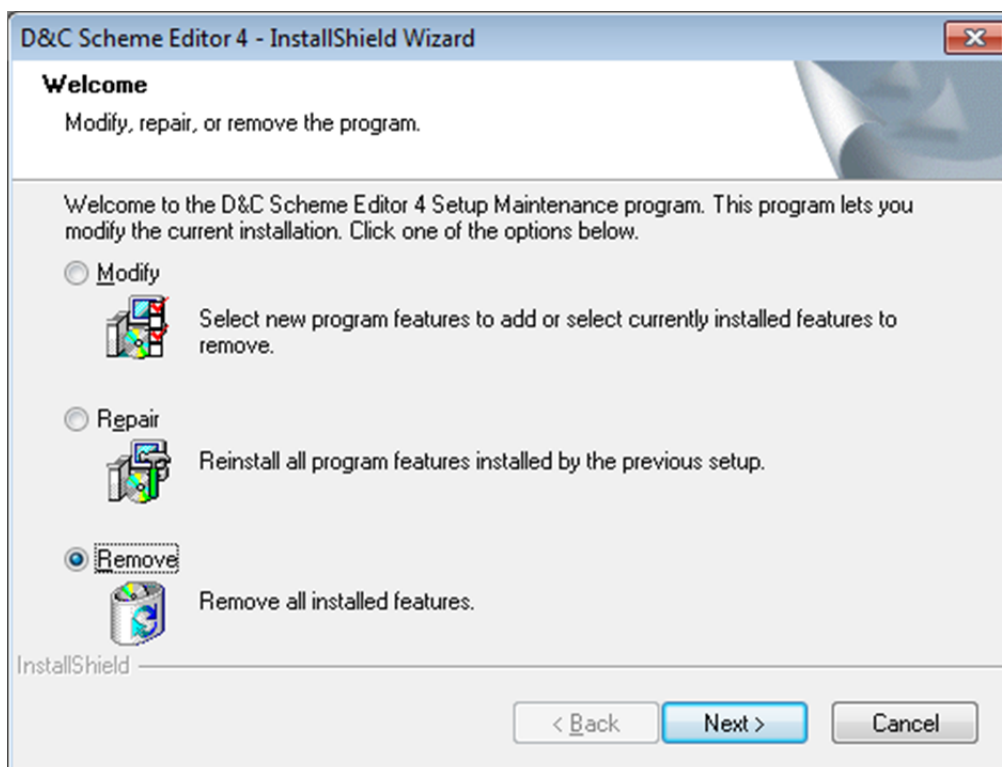 D&C Scheme Editor 4 - InstallShield Wizard
Welcome
Modify, repair, or remove the program.
Welcome to the D&C Scheme Editor 4 Setup Maintenance program. This program lets you
modify the current installation. Click one of the options below.
Modify
Select new program features to add or select currently installed features to
remove.
Repair
Reinstall all program features installed by the previous setup.
Remove
Remove all installed features.
InstallShield
< Back Next > Cancel